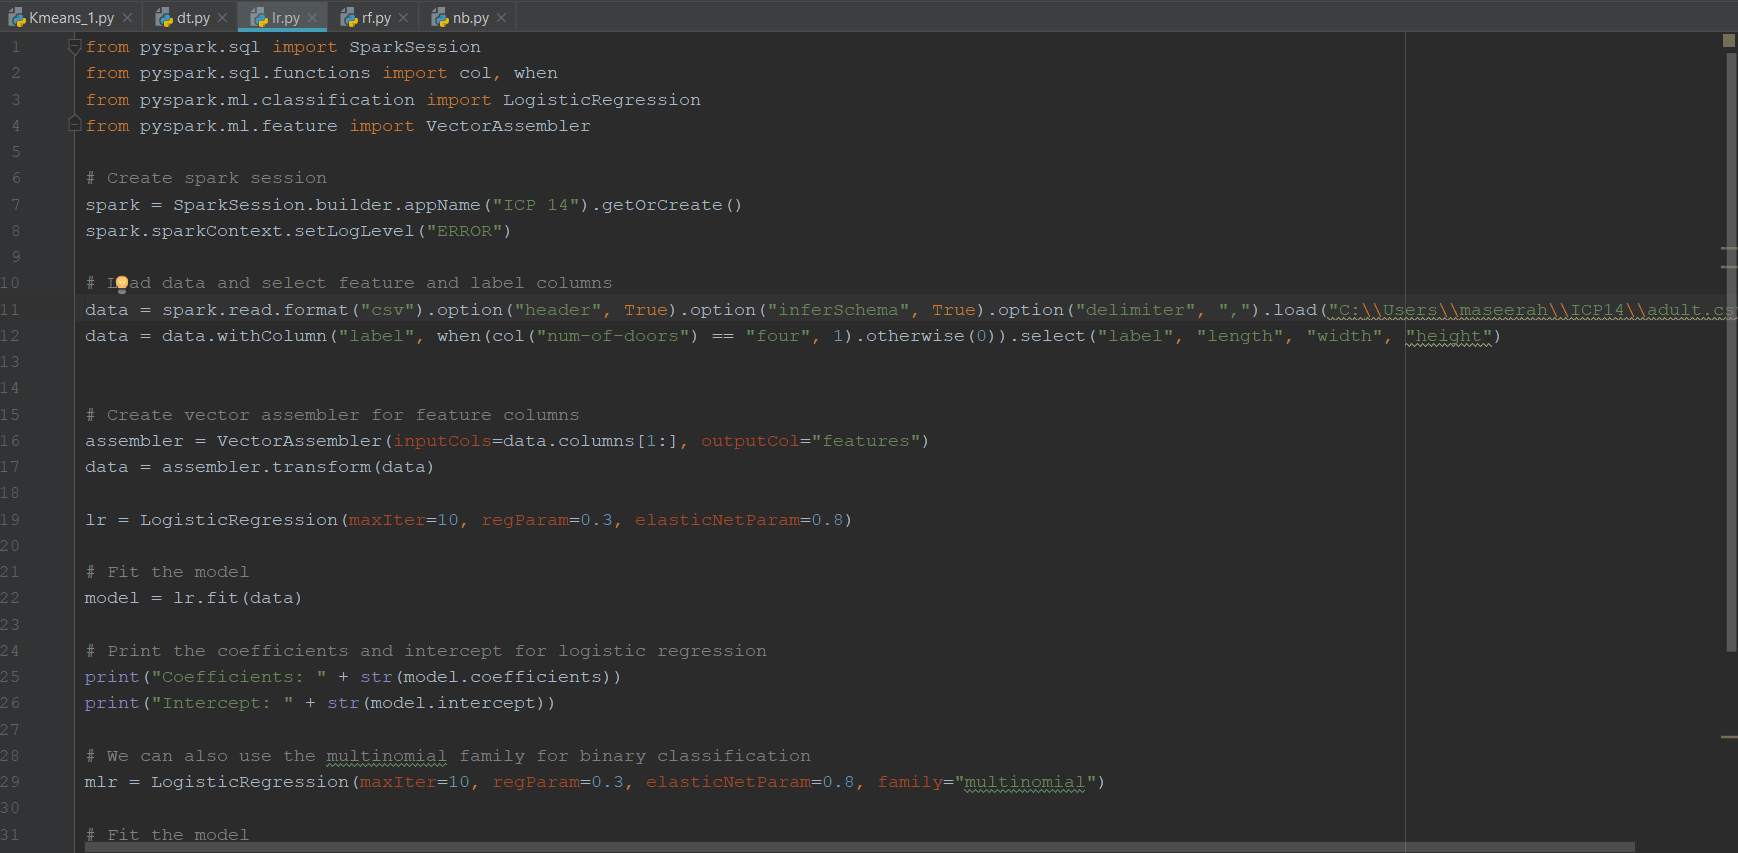 Kmeans_1.py dt.py lr.py rf.py nb.py
1 from pyspark.sql import SparkSession
2 from pyspark.sql.functions import col, when
3 from pyspark.ml.classification import LogisticRegression
4 from pyspark.ml.feature import VectorAssembler
5
6 # Create spark session
7 spark = SparkSession.builder.appName("ICP 14").getOrCreate()
8 spark.sparkContext.setLogLevel("ERROR")
9
10 # Load data and select feature and label columns
11 data = spark.read.format("csv").option("header", True).option("inferSchema", True).option("delimiter", ",").load("C:\\Users\\maseerah\\ICP14\\adult.cs
12 data = data.withColumn("label", when(col("num-of-doors") == "four", 1).otherwise(0)).select("label", "length", "width", "height")
13
14
15 # Create vector assembler for feature columns
16 assembler = VectorAssembler(inputCols=data.columns[1:], outputCol="features")
17 data = assembler.transform(data)
18
19 lr = LogisticRegression(maxIter=10, regParam=0.3, elasticNetParam=0.8)
20
21 # Fit the model
22 model = lr.fit(data)
23
24 # Print the coefficients and intercept for logistic regression
25 print("Coefficients: " + str(model.coefficients))
26 print("Intercept: " + str(model.intercept))
27
28 # We can also use the multinomial family for binary classification
29 mlr = LogisticRegression(maxIter=10, regParam=0.3, elasticNetParam=0.8, family="multinomial")
30
31 # Fit the model